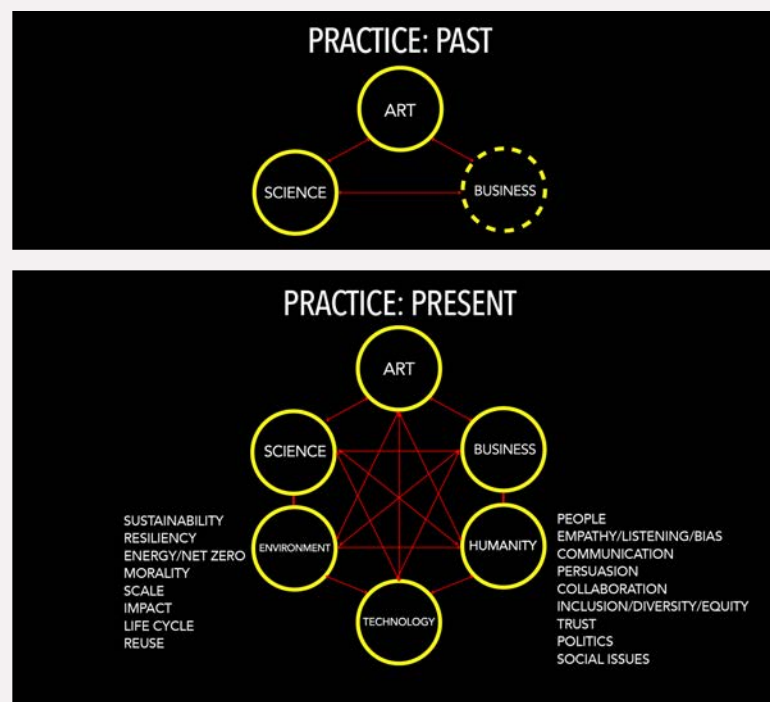 PRACTICE: PAST
ART
SCIENCE
BUSINESS
PRACTICE: PRESENT
ART
SCIENCE
BUSINESS
ENVIRONMENT
HUMANITY
TECHNOLOGY
SUSTAINABILITY
RESILIENCY
ENERGY/NET ZERO
MORALITY
SCALE
IMPACT
LIFE CYCLE
REUSE
PEOPLE
EMPATHY/LISTENING/BIAS
COMMUNICATION
PERSUASION
COLLABORATION
INCLUSION/DIVERSITY/EQUITY
TRUST
POLITICS
SOCIAL ISSUES